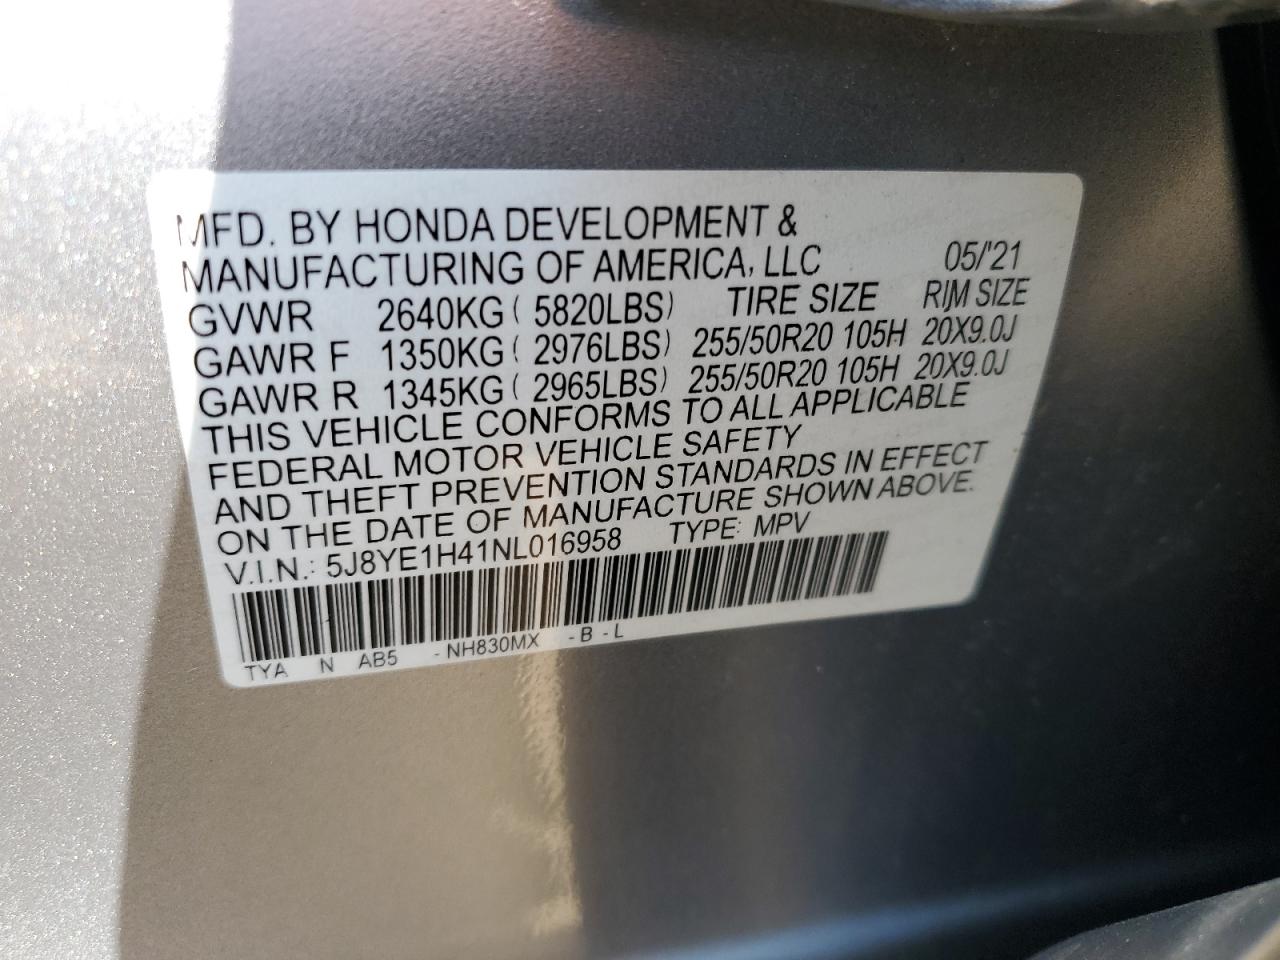 MFD. BY HONDA DEVELOPMENT &
MANUFACTURING OF AMERICA, LLC 05/'21
GVWR 2640KG ( 5820LBS) TIRE SIZE RIM SIZE
GAWR F 1350KG ( 2976LBS) 255/50R20 105H 20X9.0J
GAWR R 1345KG ( 2965LBS) 255/50R20 105H 20X9.0J
THIS VEHICLE CONFORMS TO ALL APPLICABLE
FEDERAL MOTOR VEHICLE SAFETY
AND THEFT PREVENTION STANDARDS IN EFFECT
ON THE DATE OF MANUFACTURE SHOWN ABOVE.
V.I.N.: 5J8YE1H41NL016958 TYPE: MPV
TYA N AB5 -NH830MX -B -L